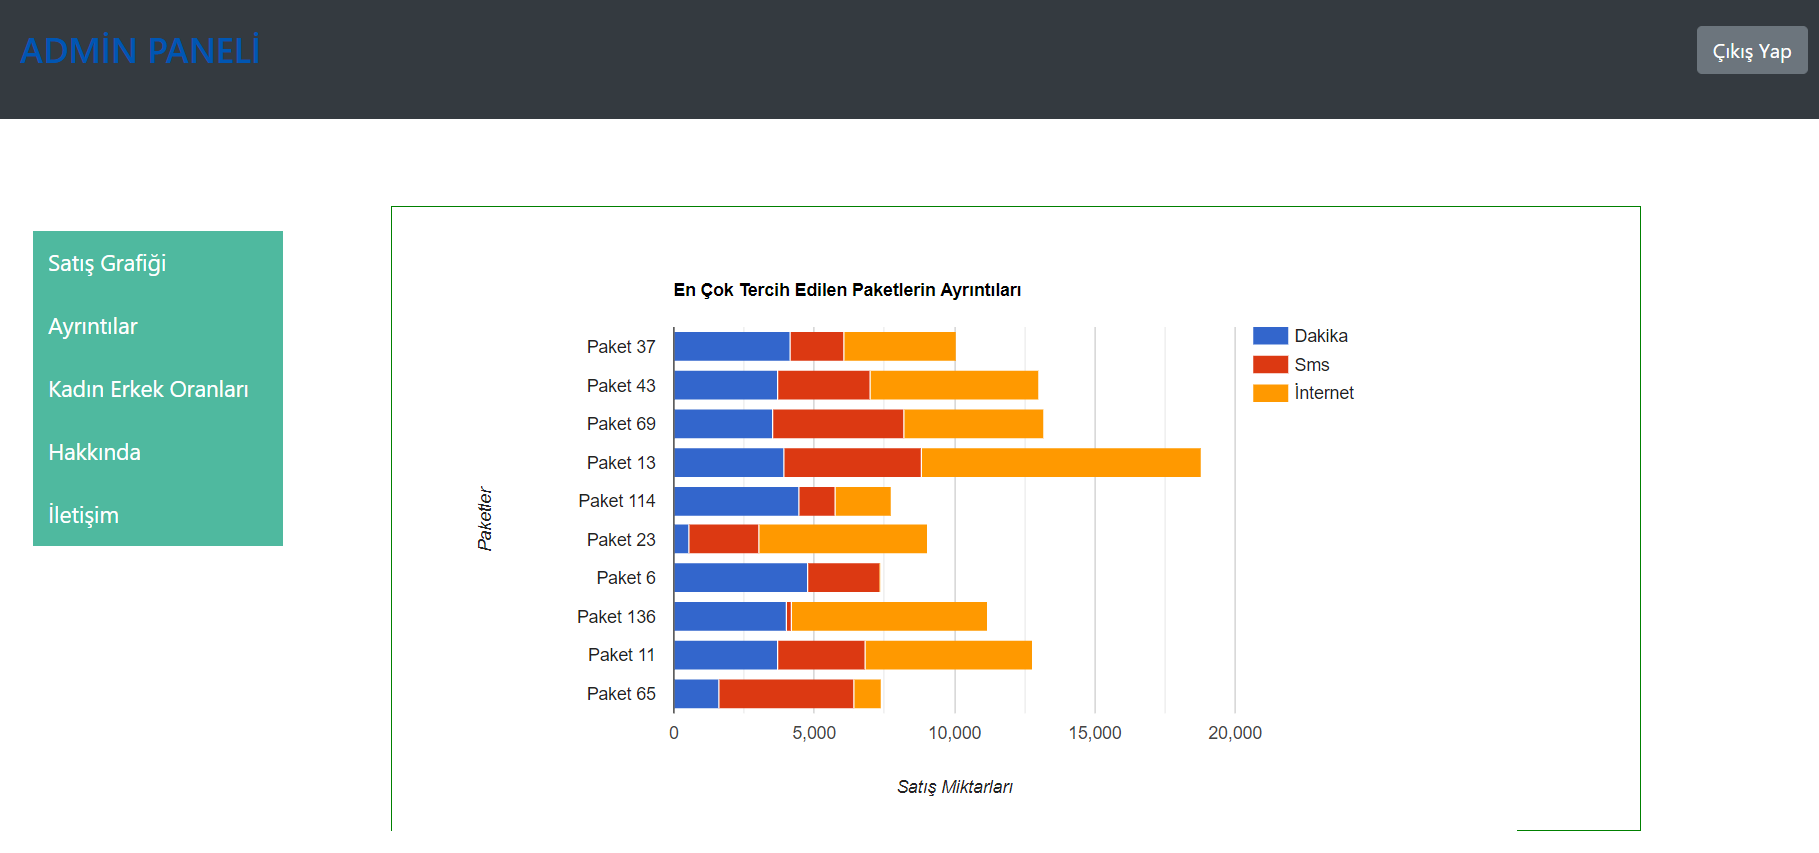 ADMİN PANELİ
Çıkış Yap
Satış Grafiği
Ayrıntılar
Kadın Erkek Oranları
Hakkında
İletişim
En Çok Tercih Edilen Paketlerin Ayrıntıları
Dakika
Sms
İnternet
Paketler
Paket 37
Paket 43
Paket 69
Paket 13
Paket 114
Paket 23
Paket 6
Paket 136
Paket 11
Paket 65
0 5,000 10,000 15,000 20,000
Satış Miktarları